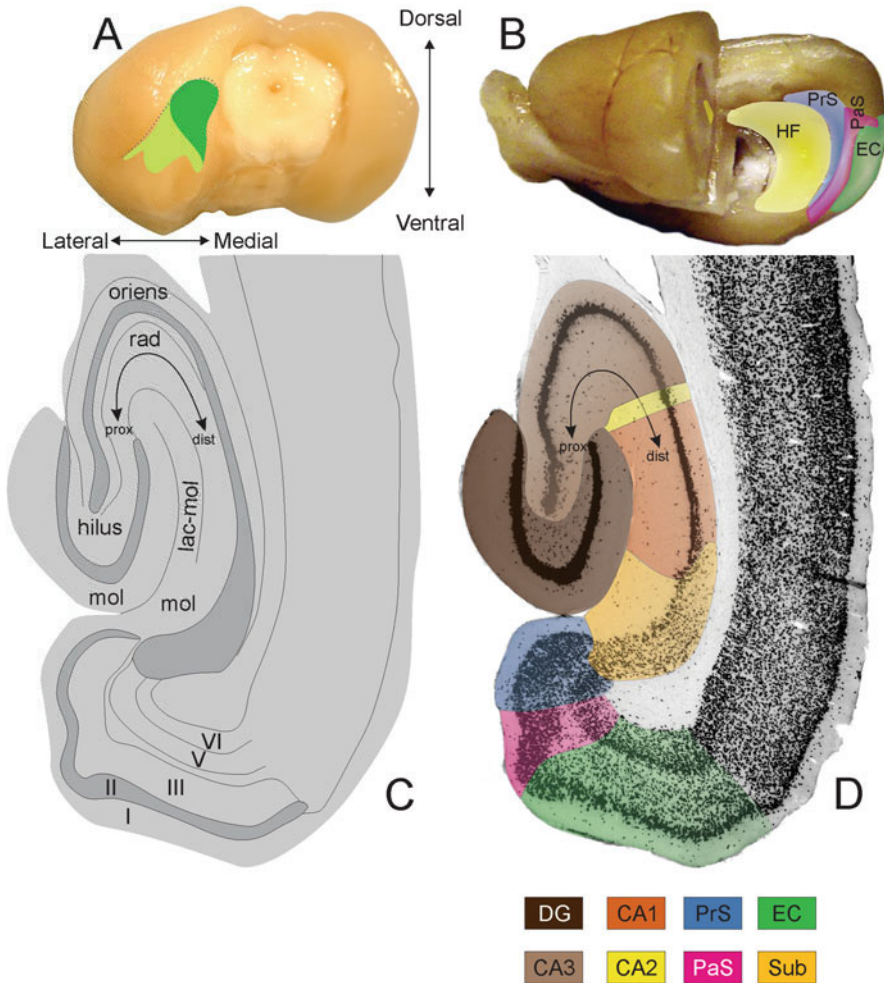 A
Dorsal
Ventral
Lateral
Medial
B
PrS
PaS
HF
EC
oriens
rad
prox
dist
hilus
lac-mol
mol
mol
VI
V
III
II
I
C
prox
dist
D
DG
CA1
PrS
EC
CA3
CA2
PaS
Sub